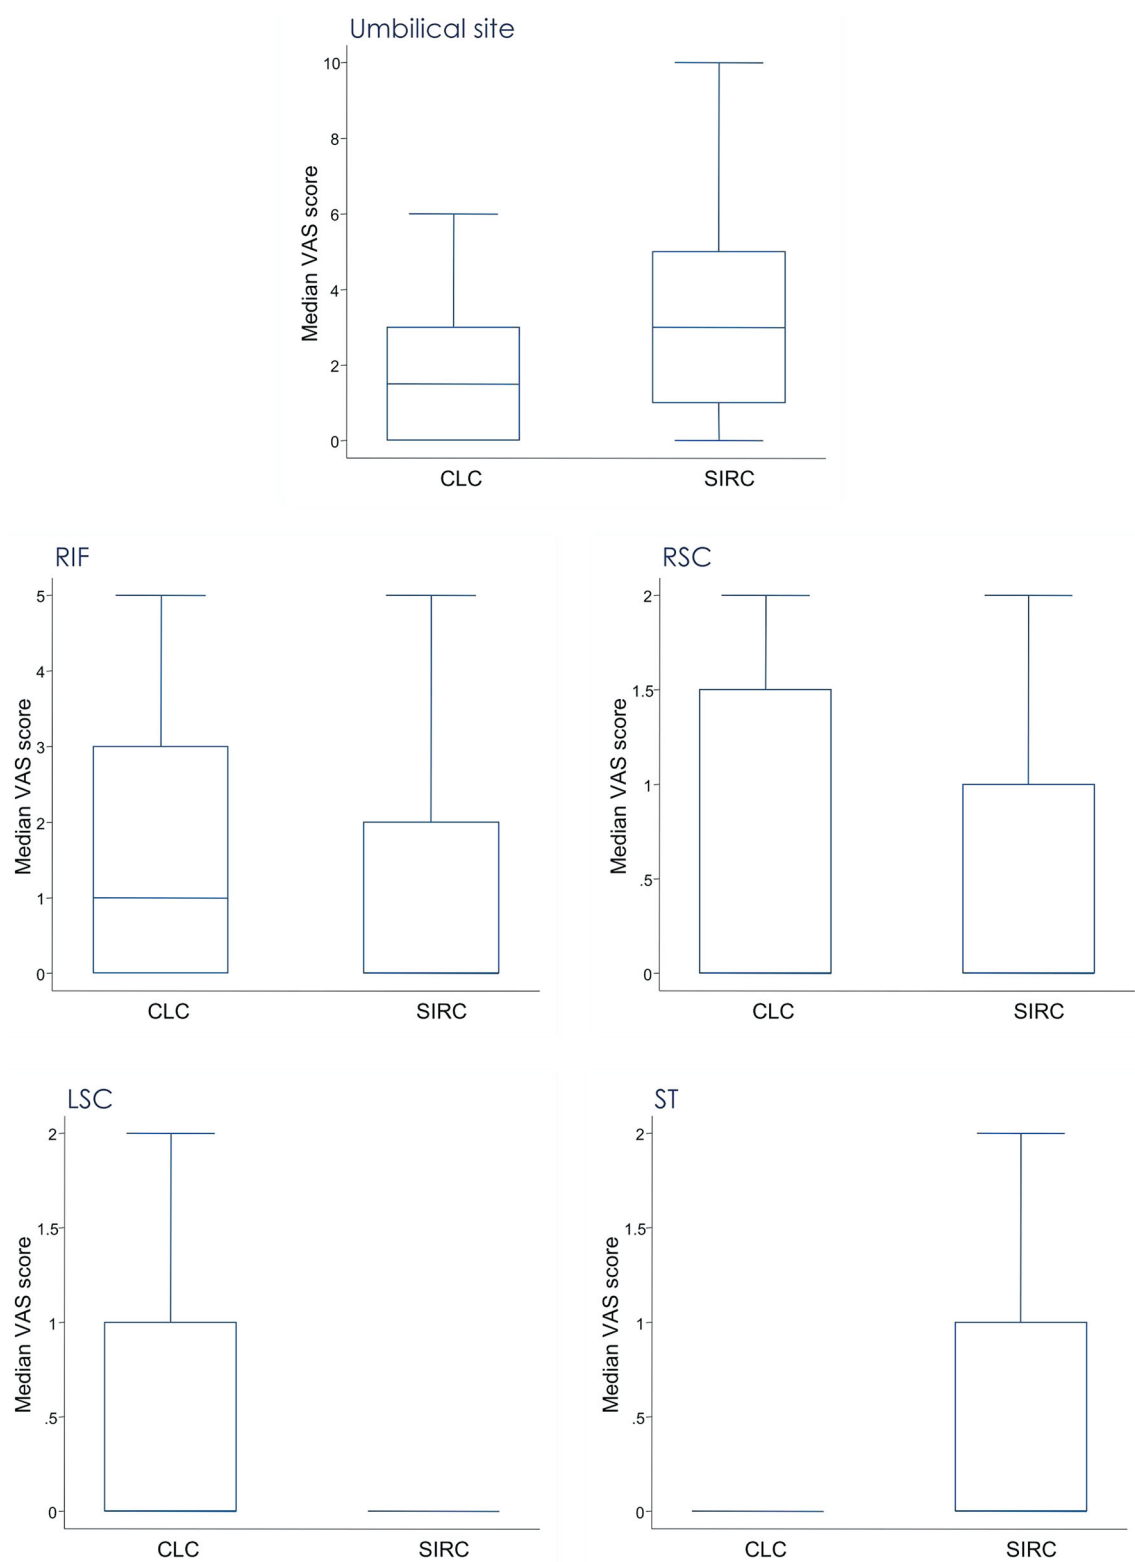 Umbilical site
Median VAS score
10
8
6
4
2
0
CLC SIRC
RIF
Median VAS score
5
4
3
2
1
0
CLC SIRC
RSC
Median VAS score
2
1.5
1
.5
0
CLC SIRC
LSC
Median VAS score
2
1.5
1
.5
0
CLC SIRC
ST
Median VAS score
2
1.5
1
.5
0
CLC SIRC